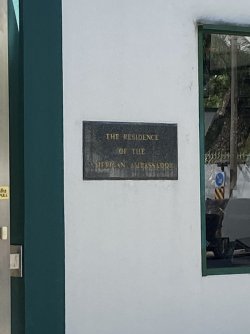 THE RESIDENCE
OF THE
AMERICAN AMBASSADOR